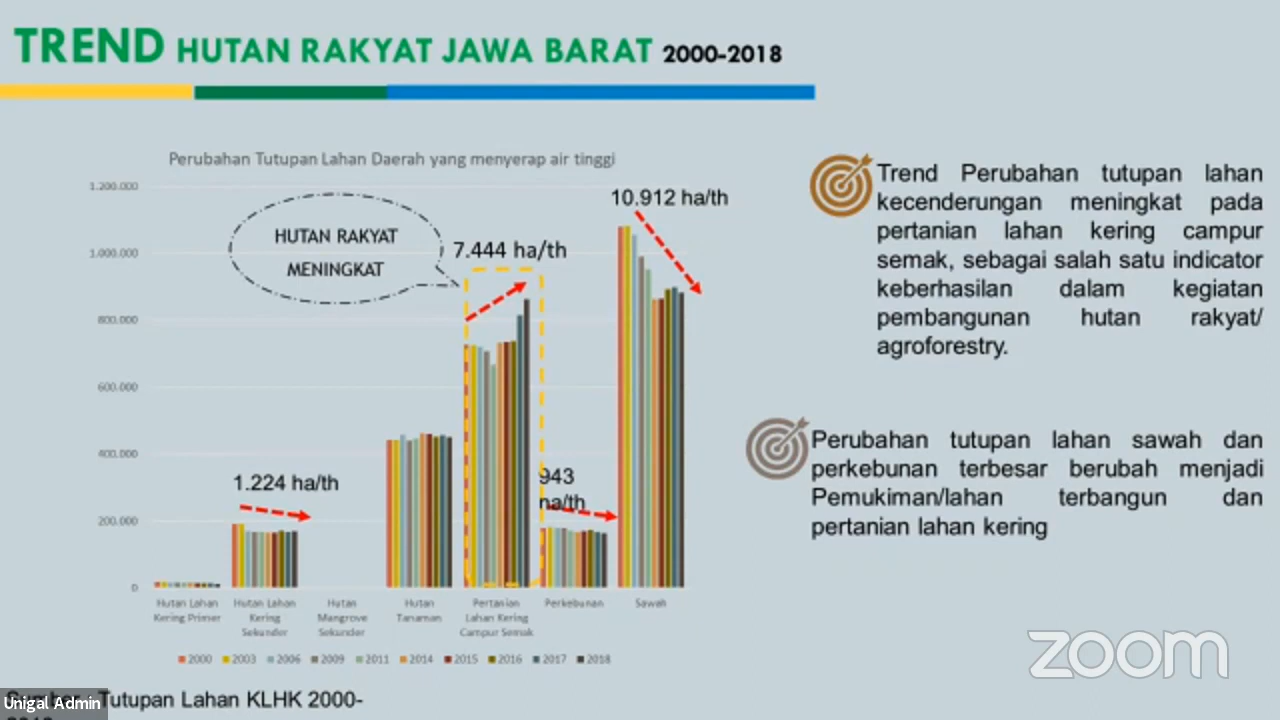 TREND HUTAN RAKYAT JAWA BARAT 2000-2018
Perubahan Tutupan Lahan Daerah yang menyerap air tinggi
1.200.000
1.000.000
800.000
600.000
400.000
200.000
0
HUTAN RAKYAT
MENINGKAT
1.224 ha/th
7.444 ha/th
943
ha/th
10.912 ha/th
Hutan Lahan
Kering Primer
Hutan Lahan
Kering
Sekunder
Hutan
Mangrove
Sekunder
Hutan
Tanaman
Pertanian
Lahan Kering
Campur Semak
Perkebunan
Sawah
2000 2003 2006 2009 2011 2014 2015 2016 2017 2018
Trend Perubahan tutupan lahan
kecenderungan meningkat pada
pertanian lahan kering campur
semak, sebagai salah satu indicator
keberhasilan dalam kegiatan
pembangunan hutan rakyat/
agroforestry.
Perubahan tutupan lahan sawah dan
perkebunan terbesar berubah menjadi
Pemukiman/lahan terbangun dan
pertanian lahan kering
Tutupan Lahan KLHK 2000-
Unigal Admin
zoom